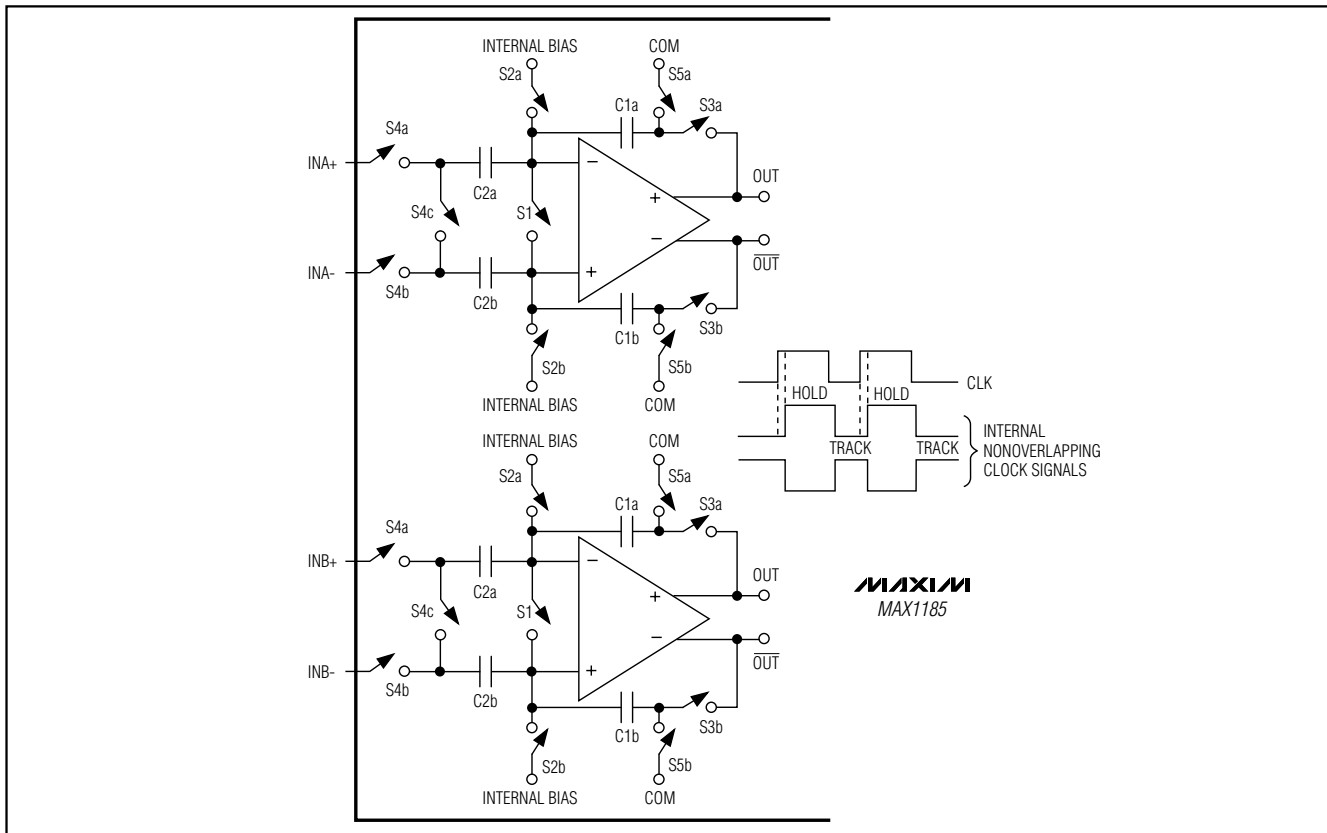 INTERNAL BIAS
COM
S2a
S5a
C1a
S3a
S4a
INA+
−
OUT
C2a
+
S4c
S1
−
OUT
INA-
+
S4b
C2b
C1b
S3b
S2b
S5b
INTERNAL BIAS
COM
HOLD
HOLD
CLK
TRACK
TRACK
INTERNAL
NONOVERLAPPING
CLOCK SIGNALS
INTERNAL BIAS
COM
S2a
S5a
C1a
S3a
S4a
INB+
−
OUT
C2a
+
S4c
S1
−
OUT
INB-
+
S4b
C2b
C1b
S3b
S2b
S5b
INTERNAL BIAS
COM
MAXIM
MAX1185